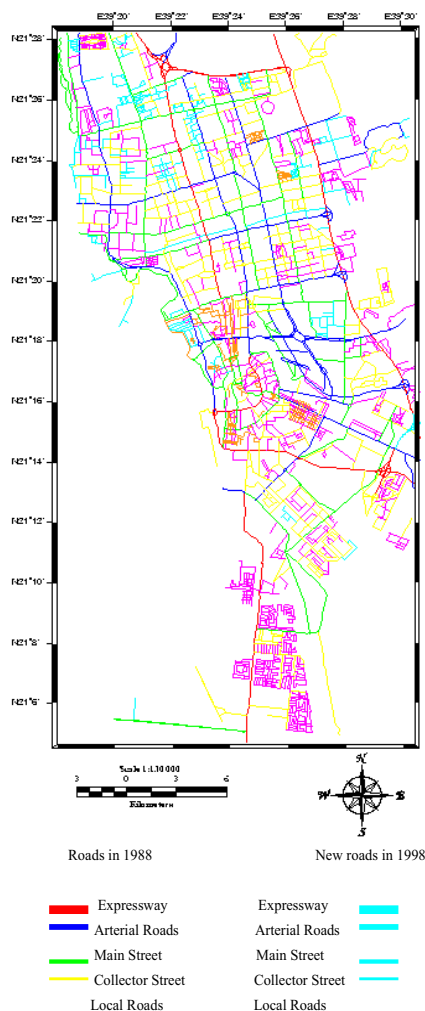 E39°20' E39°22' E39°24' E39°26' E39°28' E39°30'
N21°28'
N21°26'
N21°24'
N21°22'
N21°20'
N21°18'
N21°16'
N21°14'
N21°12'
N21°10'
N21°8'
N21°6'
Scale 1:1,10 000
3 0 3 6
Kilometers
N
W E
S
Roads in 1988 New roads in 1998
Expressway Expressway
Arterial Roads Arterial Roads
Main Street Main Street
Collector Street Collector Street
Local Roads Local Roads